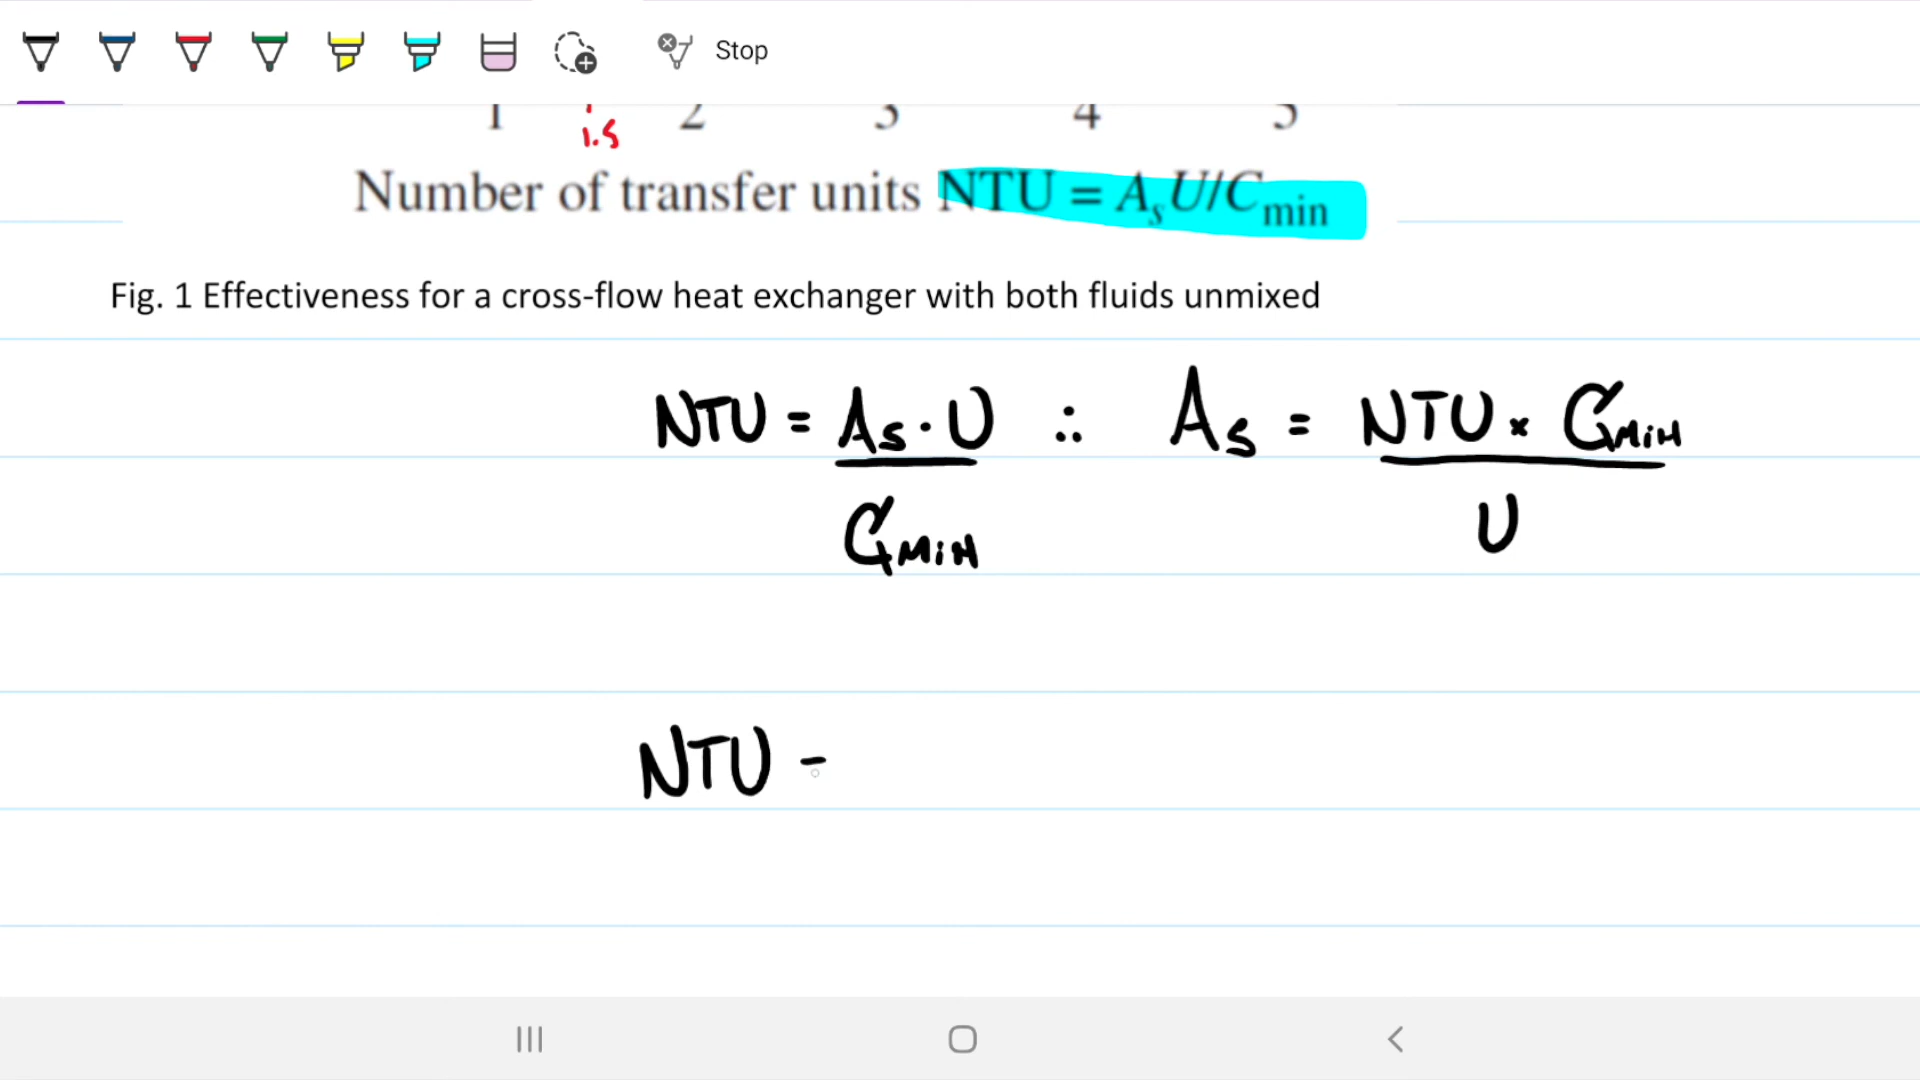 Stop
1 1.5 2 3 4 5
Number of transfer units NTU = AₛU/Cmin
Fig. 1 Effectiveness for a cross-flow heat exchanger with both fluids unmixed
NTU = As · U ∴ As = NTU × CMIN
CMIN U
NTU -